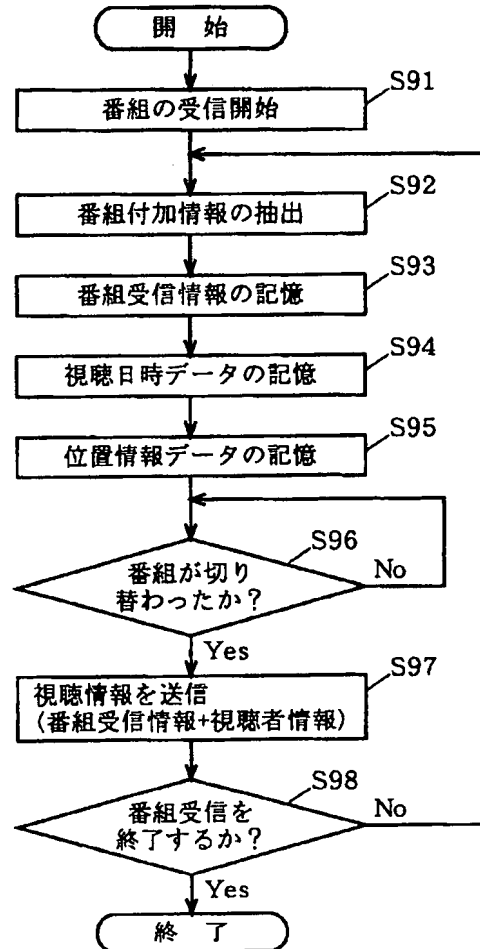 開 始
S91
番組の受信開始
S92
番組付加情報の抽出
S93
番組受信情報の記憶
S94
視聴日時データの記憶
S95
位置情報データの記憶
S96
番組が切り
替わったか？
No
Yes
S97
視聴情報を送信
(番組受信情報+視聴者情報)
S98
番組受信を
終了するか？
No
Yes
終 了